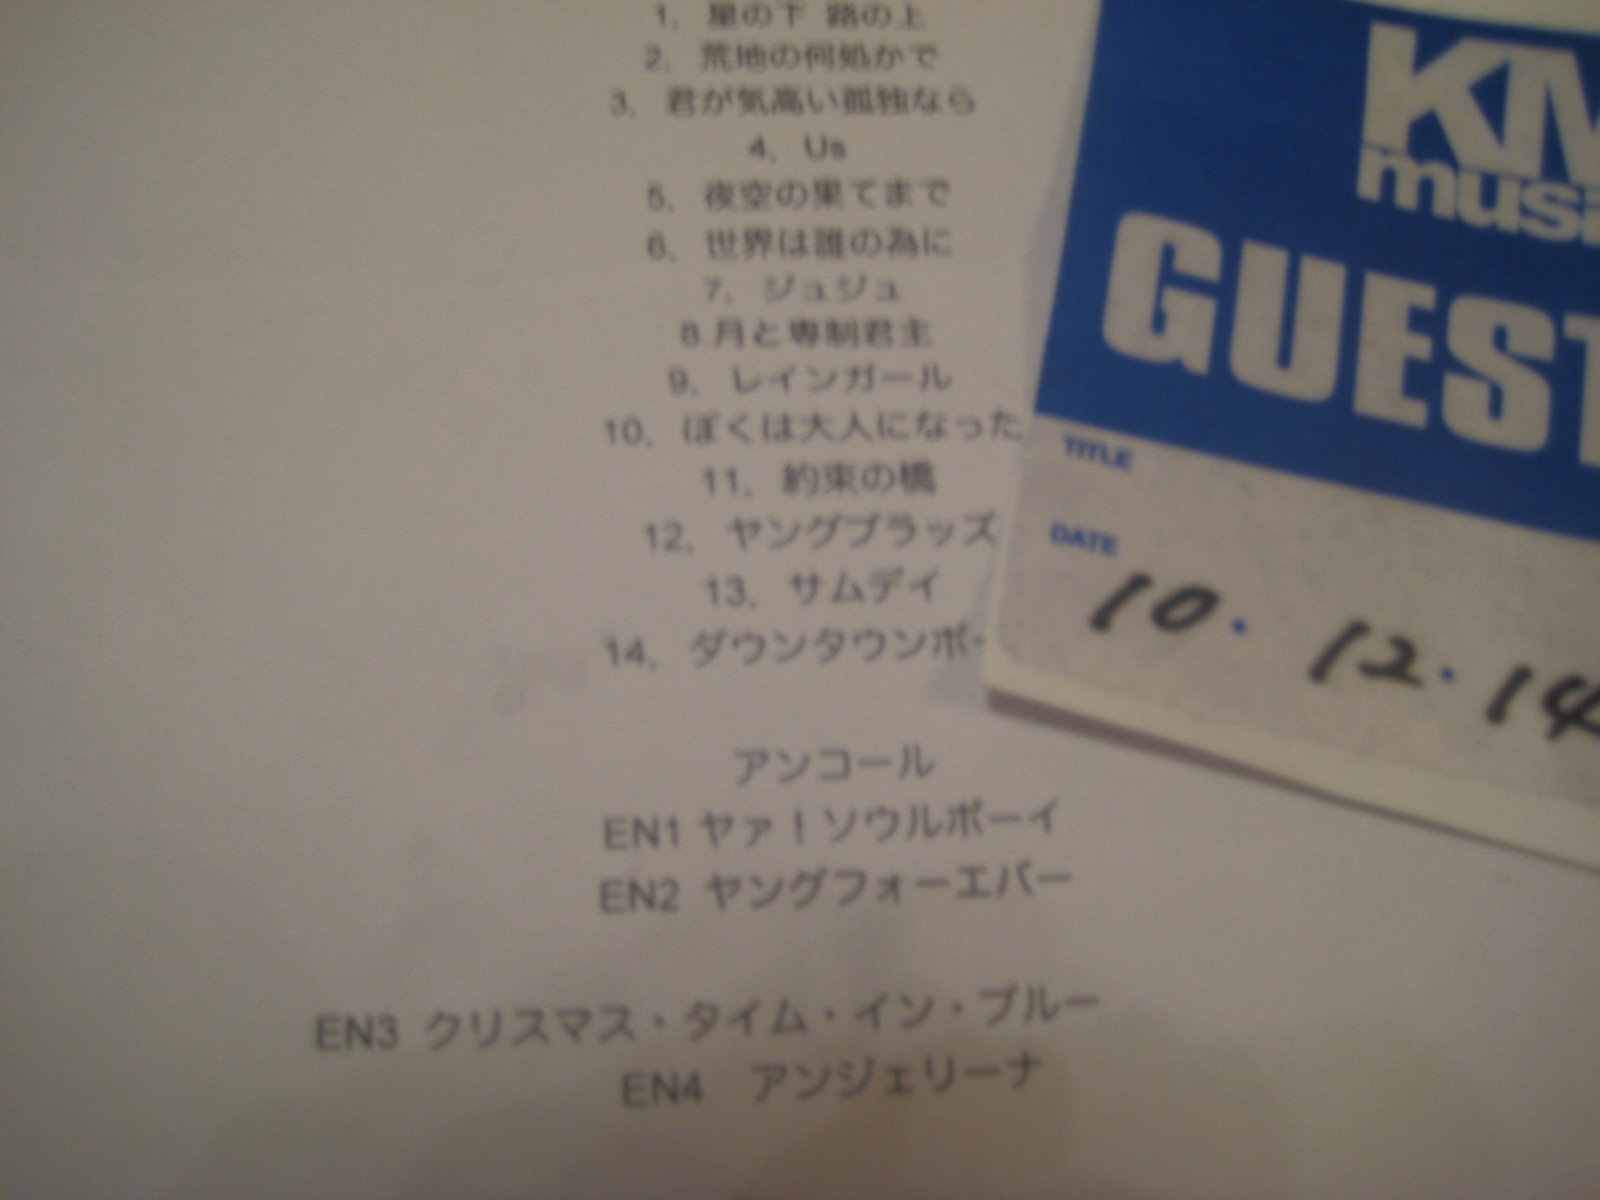 1. 星の下 路の上
2. 荒地の何処かで
3. 君が気高い孤独なら
4. Us
5. 夜空の果てまで
6. 世界は誰の為に
7. ジュジュ
8.月と専制君主
9. レインガール
10. ぼくは大人になった
11. 約束の橋
12. ヤングブラッズ
13. サムデイ
14. ダウンタウンボー
アンコール
EN1 ヤァ!ソウルボーイ
EN2 ヤングフォーエバー
EN3 クリスマス・タイム・イン・ブルー
EN4 アンジェリーナ
KM
musi
GUEST
TITLE
DATE
10.12.14